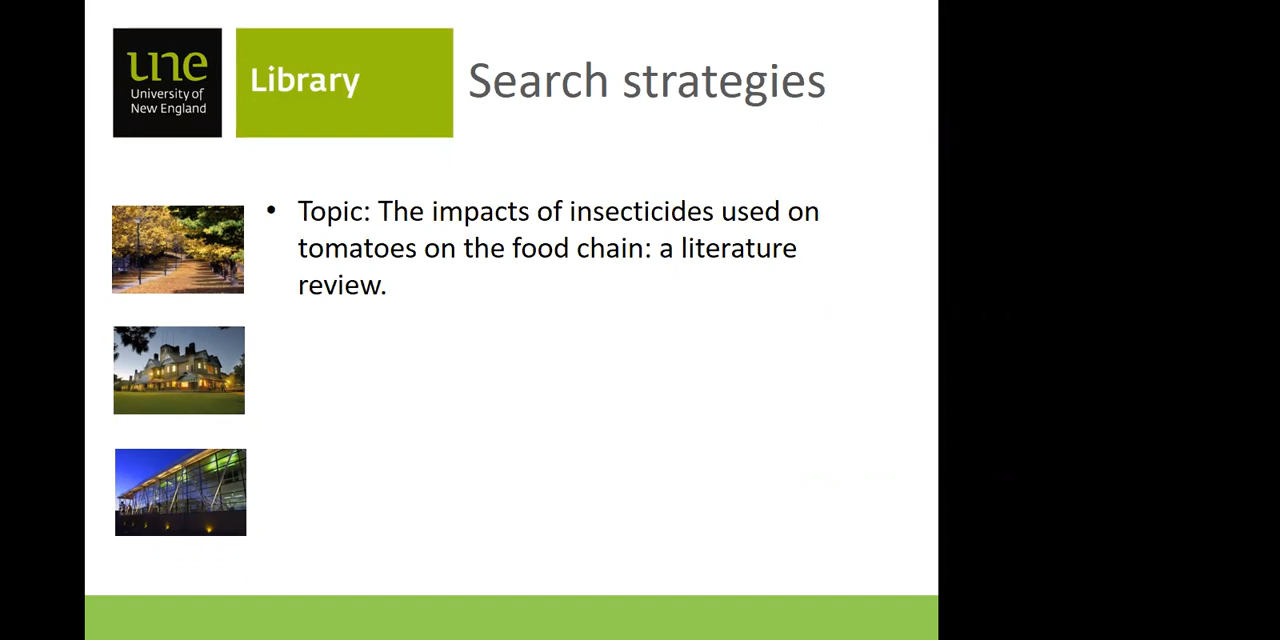 une
University of
New England
Library
Search strategies
• Topic: The impacts of insecticides used on
tomatoes on the food chain: a literature
review.